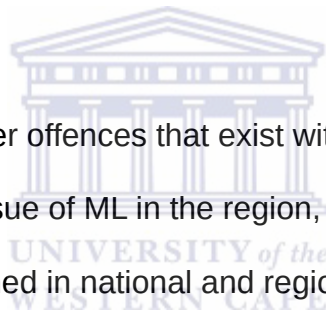 er offences that exist wit
sue of ML in the region,
UNIVERSITY of the
ed in national and regio
WESTERN CAPE